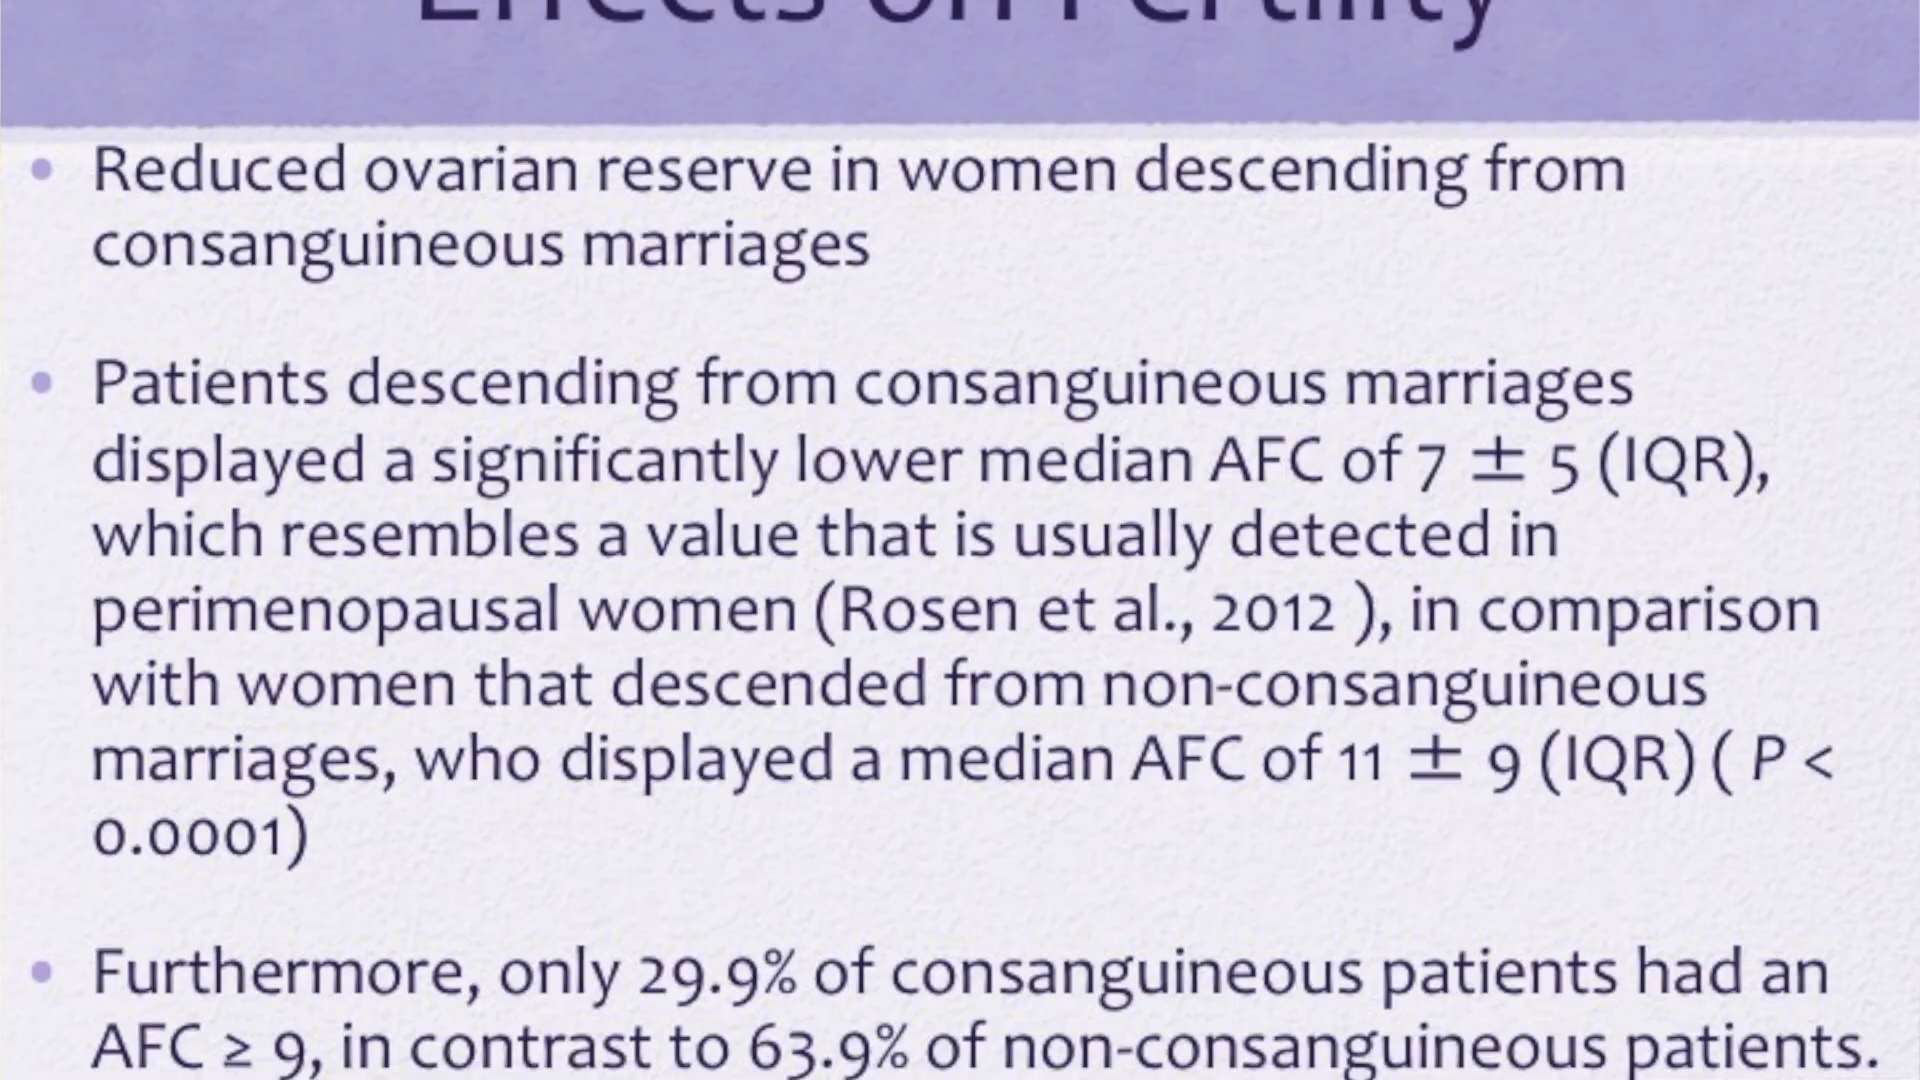 Effects on Fertility
• Reduced ovarian reserve in women descending from
consanguineous marriages
• Patients descending from consanguineous marriages
displayed a significantly lower median AFC of 7 ± 5 (IQR),
which resembles a value that is usually detected in
perimenopausal women (Rosen et al., 2012 ), in comparison
with women that descended from non-consanguineous
marriages, who displayed a median AFC of 11 ± 9 (IQR) ( P <
0.0001)
• Furthermore, only 29.9% of consanguineous patients had an
AFC ≥ 9, in contrast to 63.9% of non-consanguineous patients.